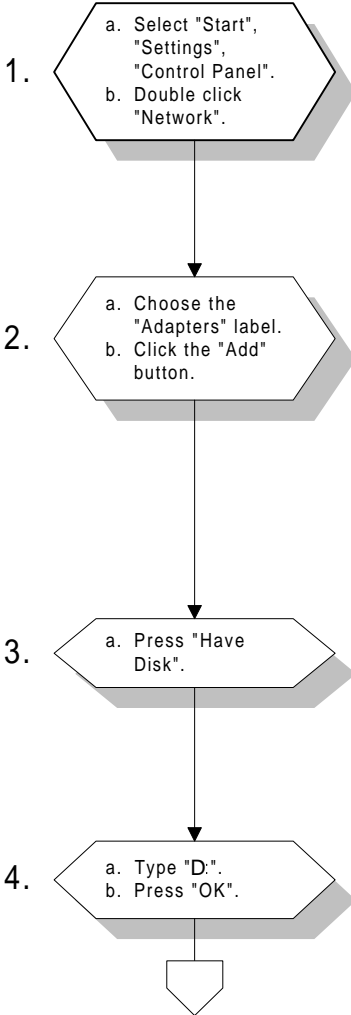 1.
a. Select "Start",
"Settings",
"Control Panel".
b. Double click
"Network".
2.
a. Choose the
"Adapters" label.
b. Click the "Add"
button.
3.
a. Press "Have
Disk".
4.
a. Type "D:".
b. Press "OK".